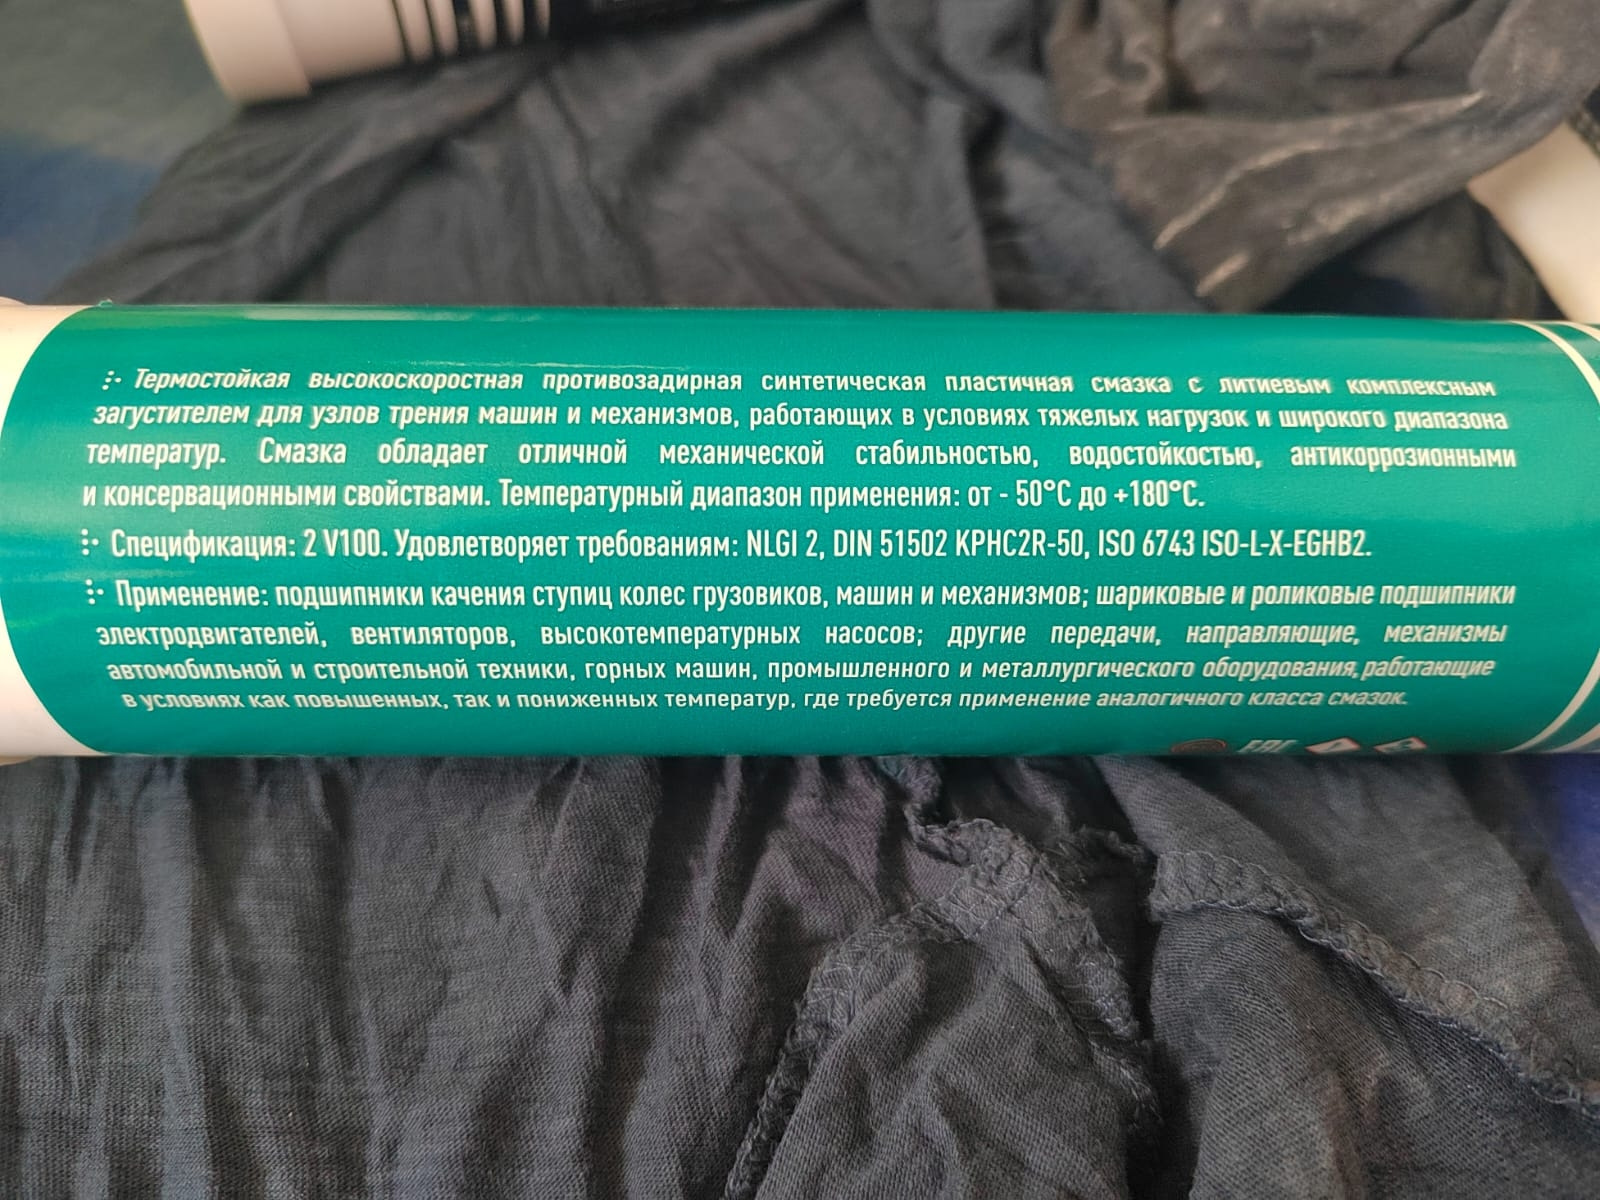 Термостойкая высокоскоростная противозадирная синтетическая пластичная смазка с литиевым комплексным
загустителем для узлов трения машин и механизмов, работающих в условиях тяжелых нагрузок и широкого диапазона
температур. Смазка обладает отличной механической стабильностью, водостойкостью, антикоррозионными
и консервационными свойствами. Температурный диапазон применения: от - 50°C до +180°C.
Спецификация: 2 V100. Удовлетворяет требованиям: NLGI 2, DIN 51502 KPHC2R-50, ISO 6743 ISO-L-X-EGHB2.
Применение: подшипники качения ступиц колес грузовиков, машин и механизмов; шариковые и роликовые подшипники
электродвигателей, вентиляторов, высокотемпературных насосов; другие передачи, направляющие, механизмы
автомобильной и строительной техники, горных машин, промышленного и металлургического оборудования, работающие
в условиях как повышенных, так и пониженных температур, где требуется применение аналогичного класса смазок.
EAC